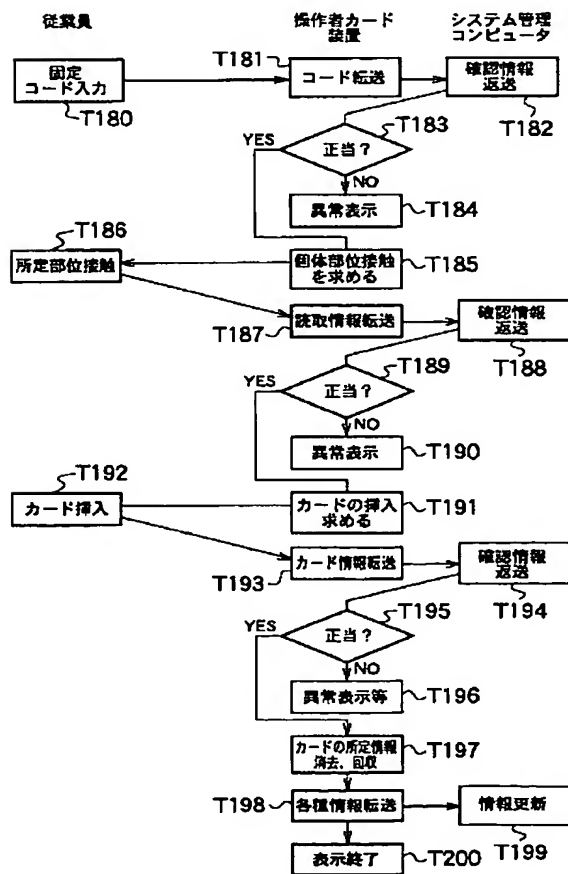 従業員
操作者カード
装置
システム管理
コンピュータ
固定
コード入力
T180
T181
コード転送
確認情報
返送
T182
T183
YES
正当？
NO
異常表示
T184
T186
所定部位接触
個体部位接触
を求める
T185
読取情報転送
T187
確認情報
返送
T188
T189
YES
正当？
NO
異常表示
T190
T192
カード挿入
カードの挿入
求める
T191
カード情報転送
T193
確認情報
返送
T194
T195
YES
正当？
NO
異常表示等
T196
カードの所定情報
消去、回収
T197
T198
各種情報転送
情報更新
T199
表示終了
T200